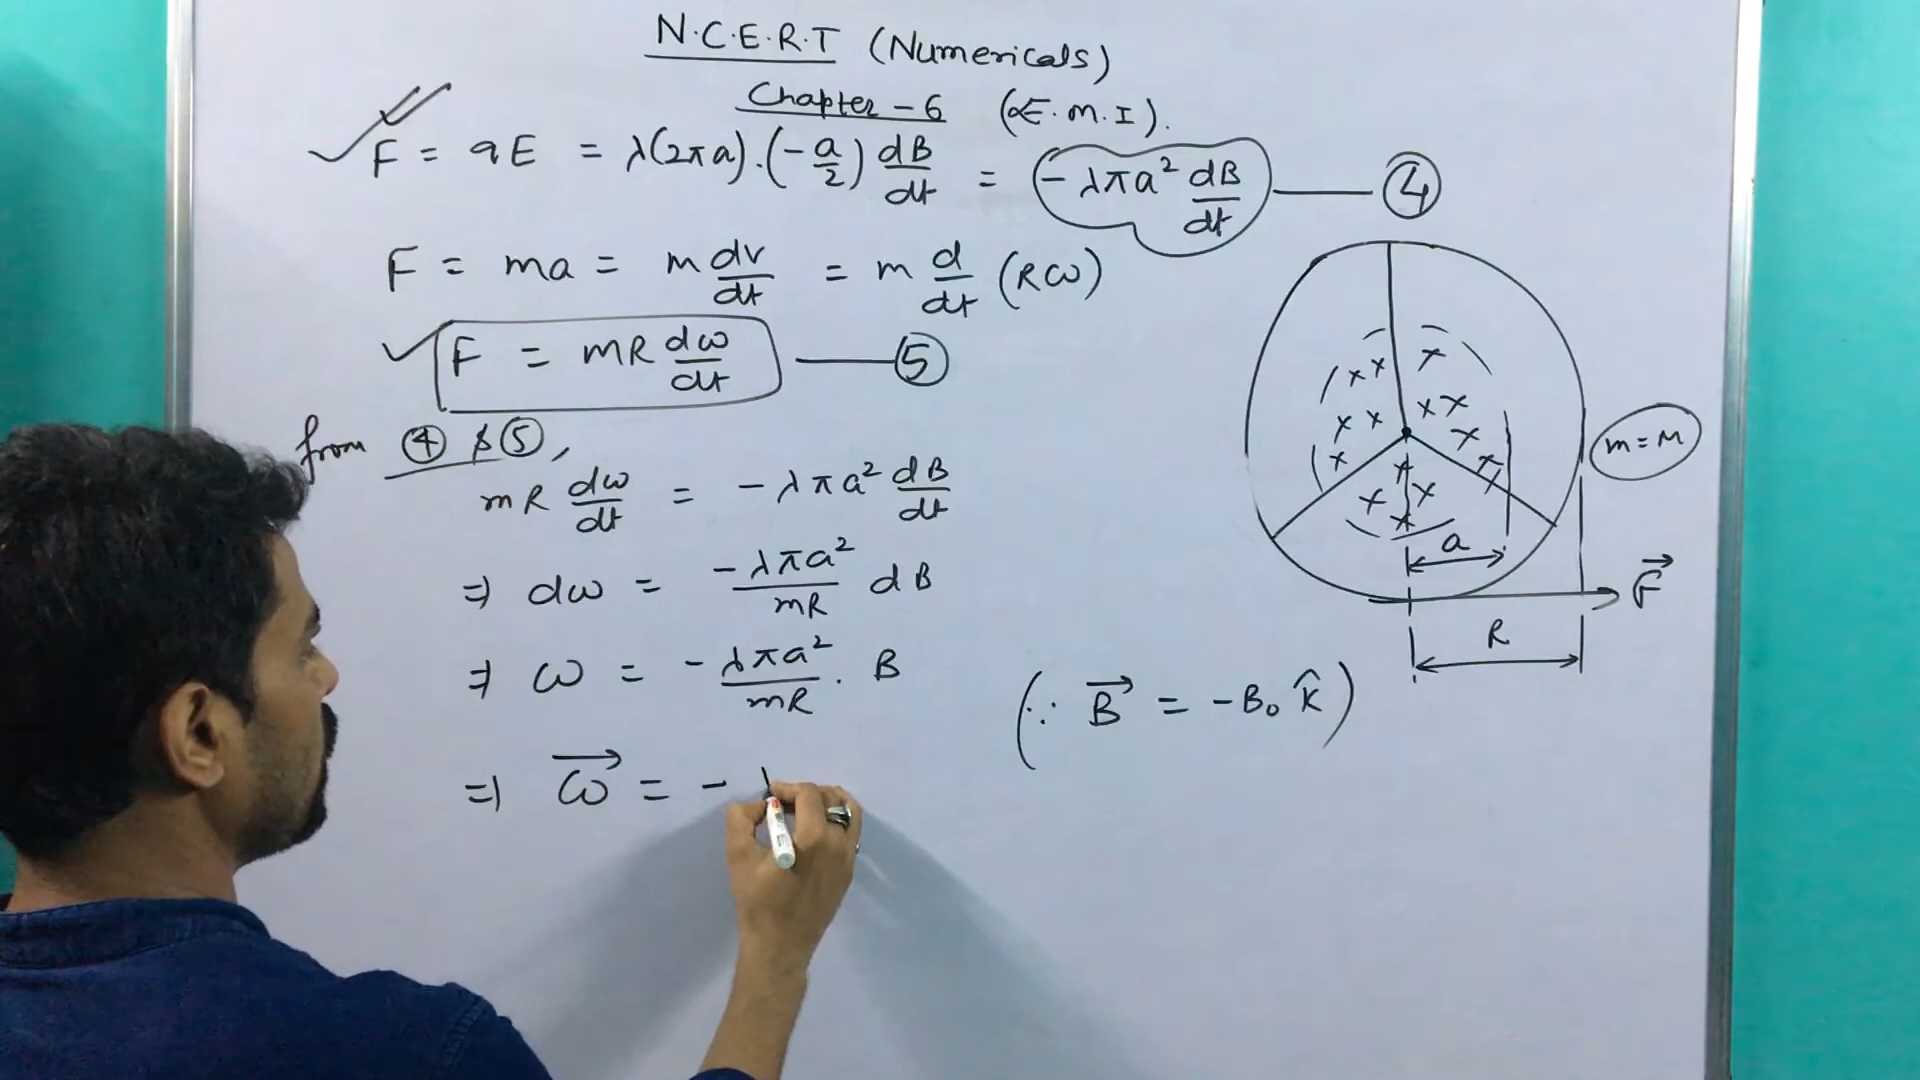 N.C.E.R.T (Numericals)
Chapter - 6 (E.M.I).
F = qE = λ(2πa).(-a/2) dB/dt = -λπa² dB/dt — ④
F = ma = m dv/dt = m d/dt (Rω)
F = mR dω/dt — ⑤
from ④ & ⑤,
mR dω/dt = -λπa² dB/dt
⇒ dω = -λπa²/mR dB
⇒ ω = -λπa²/mR . B
(∵ B⃗ = -B₀ k̂)
⇒ ω⃗ = - λ
m = M
a
F⃗
R